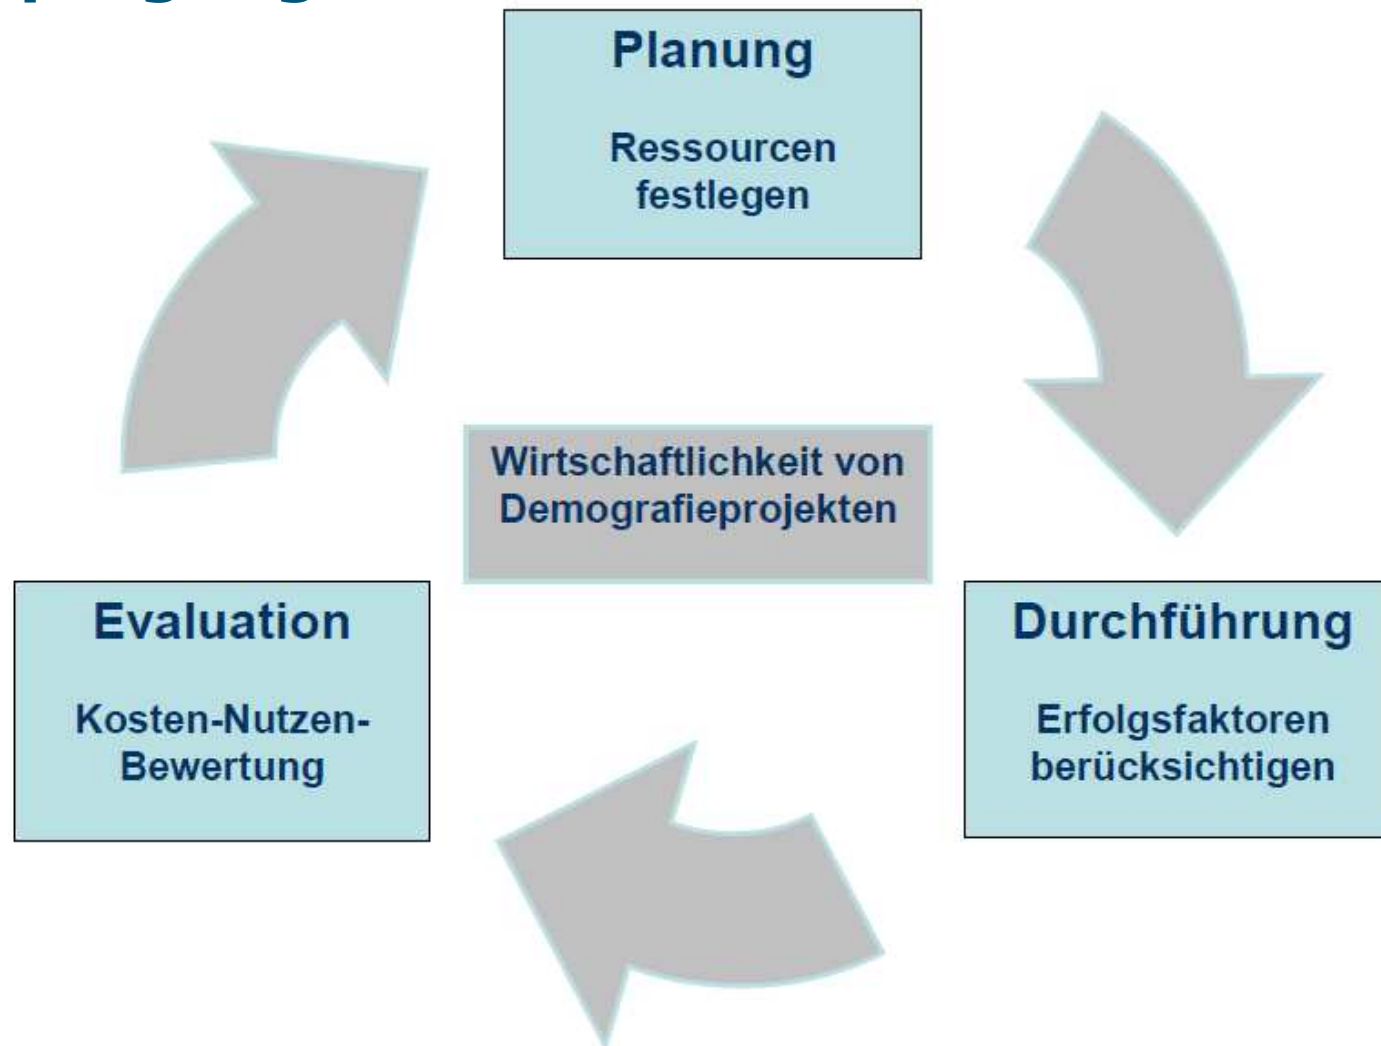 Planung
Ressourcen
festlegen
Wirtschaftlichkeit von
Demografieprojekten
Evaluation
Kosten-Nutzen-
Bewertung
Durchführung
Erfolgsfaktoren
berücksichtigen